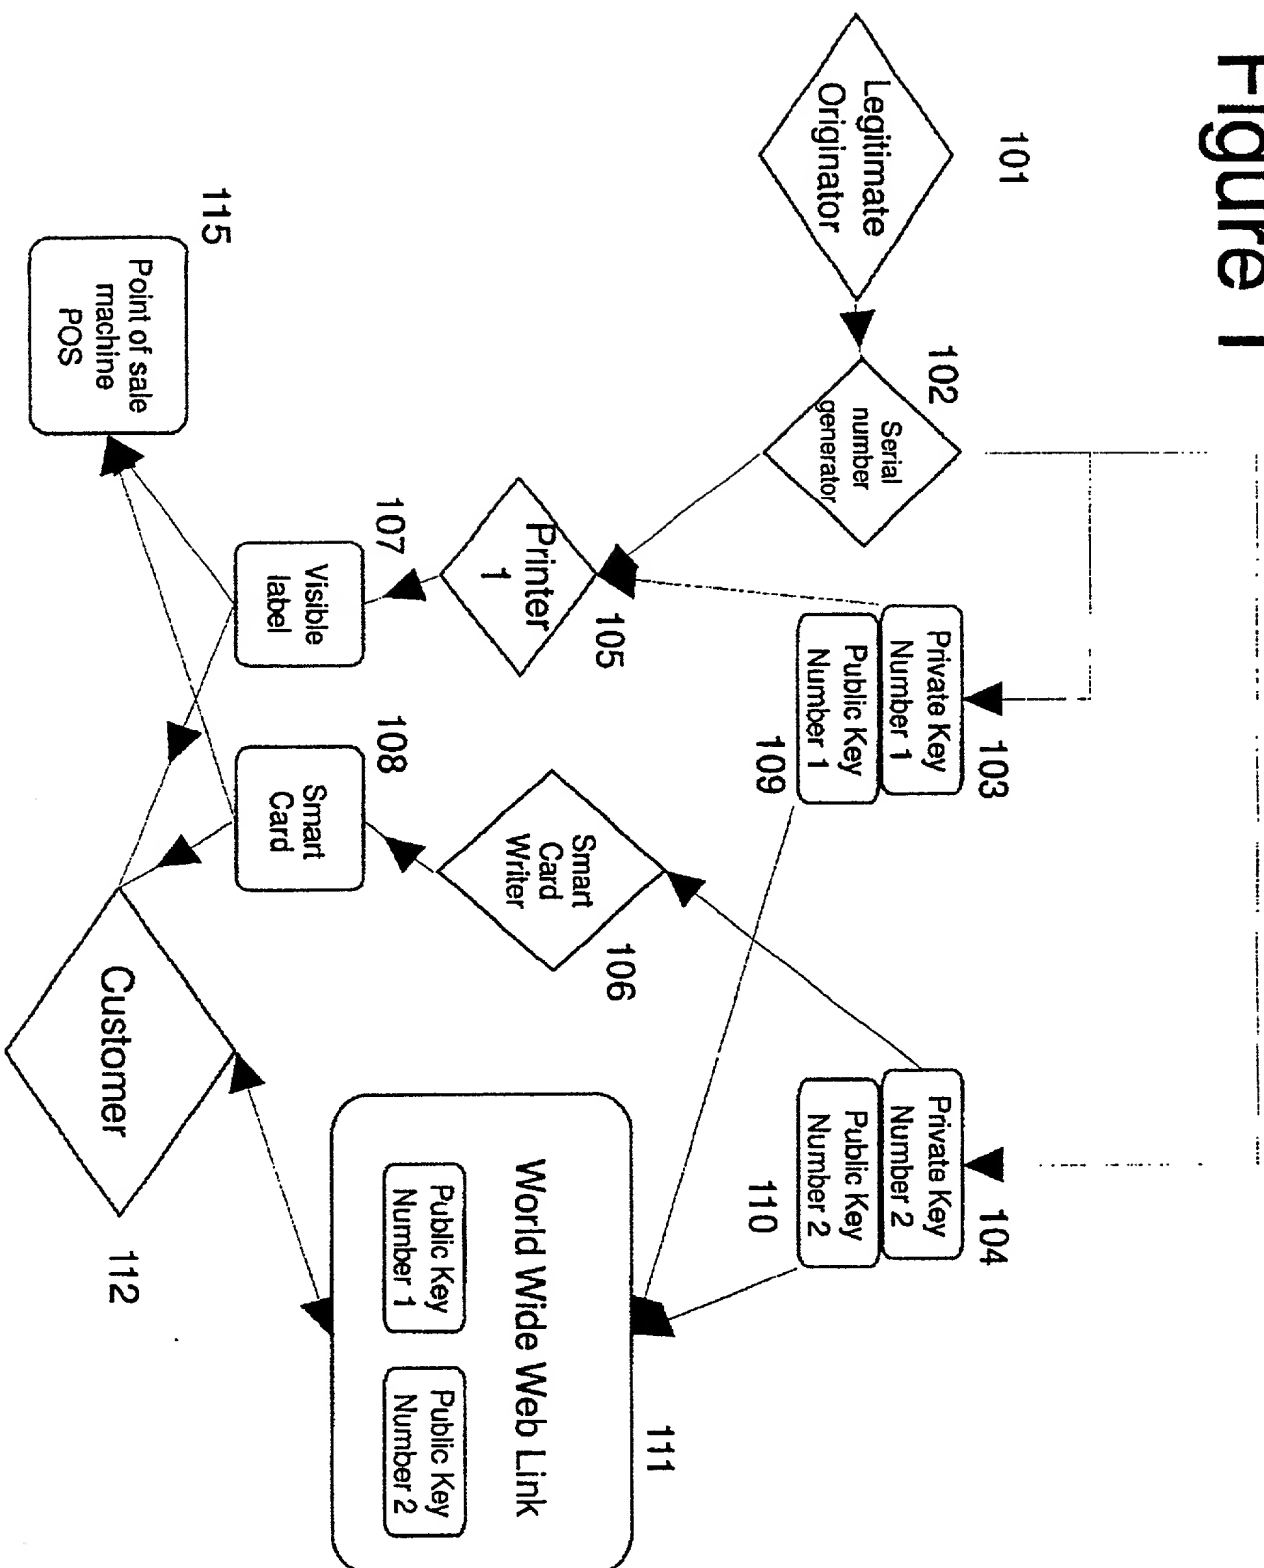 Figure 1
101
Legitimate
Originator
102
Serial
number
generator
103
Private Key
Number 1
Public Key
Number 1
109
104
Private Key
Number 2
Public Key
Number 2
110
Printer
1
105
Smart
Card
Writer
106
107
Visible
label
108
Smart
Card
111
World Wide Web Link
Public Key
Number 1
Public Key
Number 2
115
Point of sale
machine
POS
Customer
112